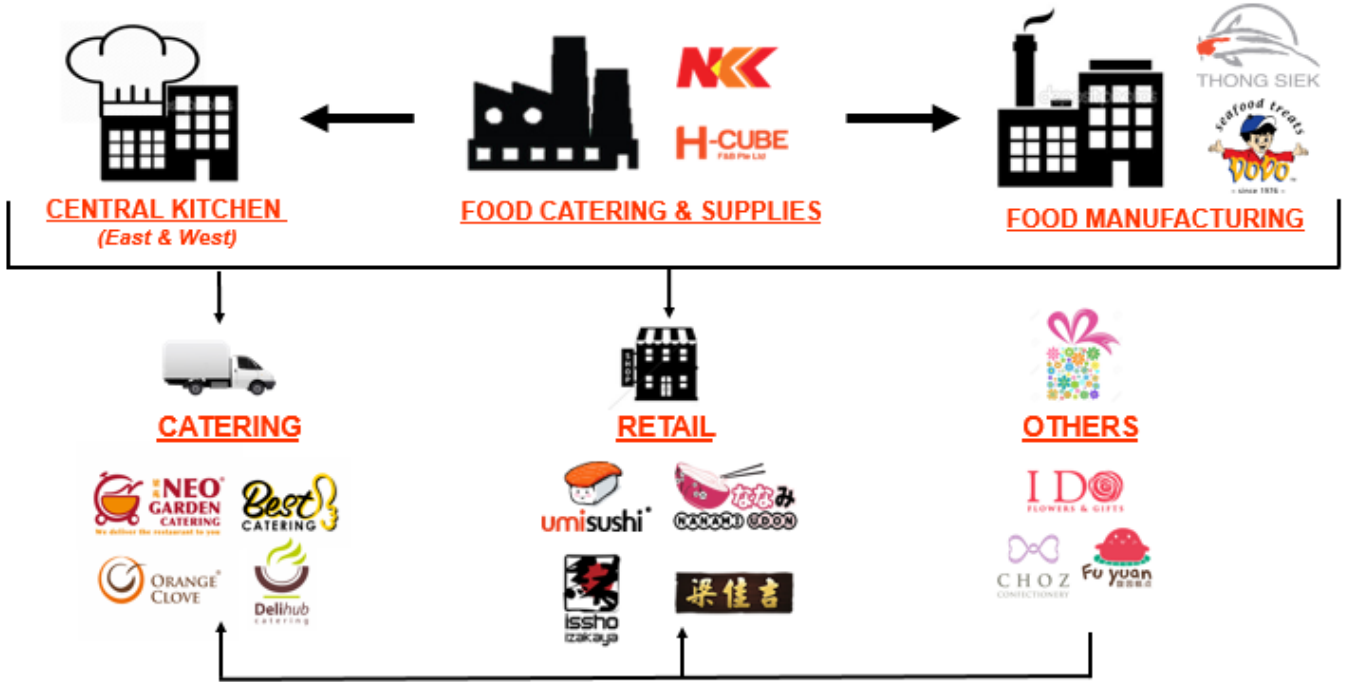 NKK
THONG SIEK
seafood treats
DODO™
- since 1976 -
H-CUBE
F&B Pte Ltd
CENTRAL KITCHEN
(East & West)
FOOD CATERING & SUPPLIES
FOOD MANUFACTURING
SHOP
CATERING
RETAIL
OTHERS
NEO®
GARDEN
CATERING
We deliver the restaurant to you
Best
CATERING
umisushi
ななみ
NANAMI UDON
I DO
FLOWERS & GIFTS
ORANGE®
CLOVE
Delihub
catering
issho
izakaya
梁佳吉
CHOZ
CONFECTIONERY
Fu yuan